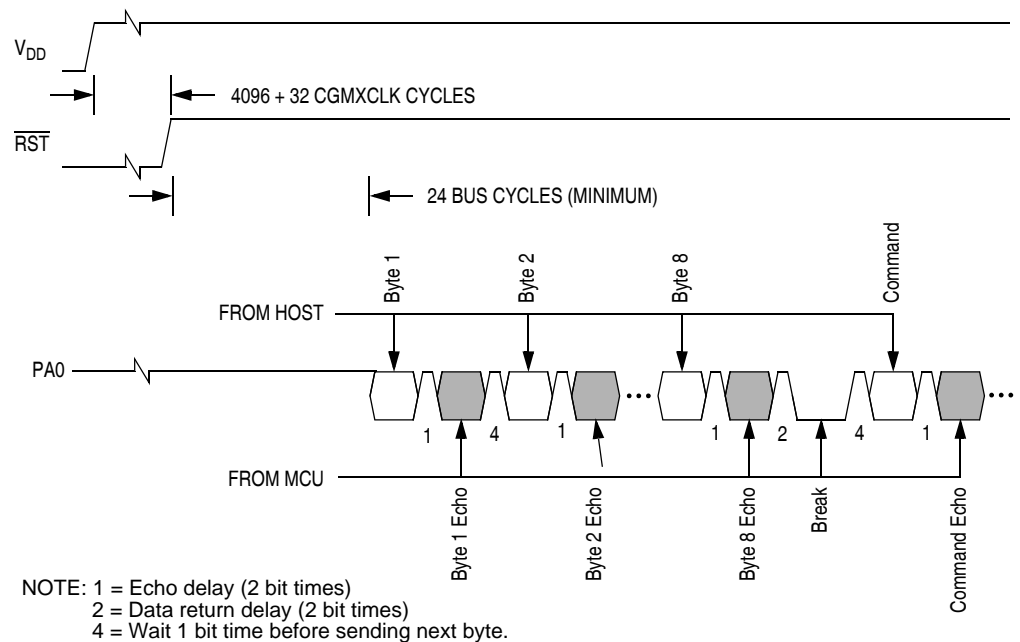 VDD
4096 + 32 CGMXCLK CYCLES
RST
24 BUS CYCLES (MINIMUM)
Byte 1
Byte 2
Byte 8
Command
FROM HOST
PA0
1
4
1
1
2
4
1
FROM MCU
Byte 1 Echo
Byte 2 Echo
Byte 8 Echo
Break
Command Echo
NOTE: 1 = Echo delay (2 bit times)
2 = Data return delay (2 bit times)
4 = Wait 1 bit time before sending next byte.